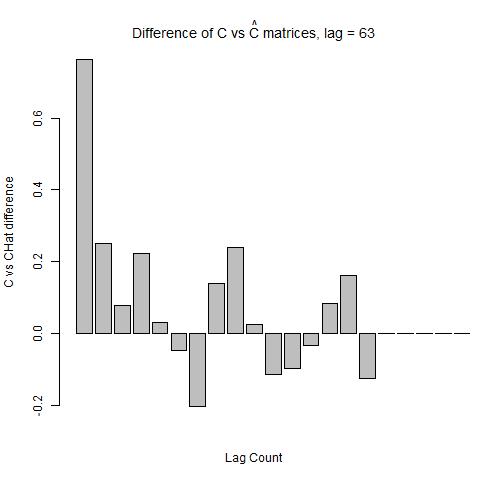 Difference of C vs Ĉ matrices, lag = 63
C vs CHat difference
0.6
0.4
0.2
0.0
-0.2
Lag Count